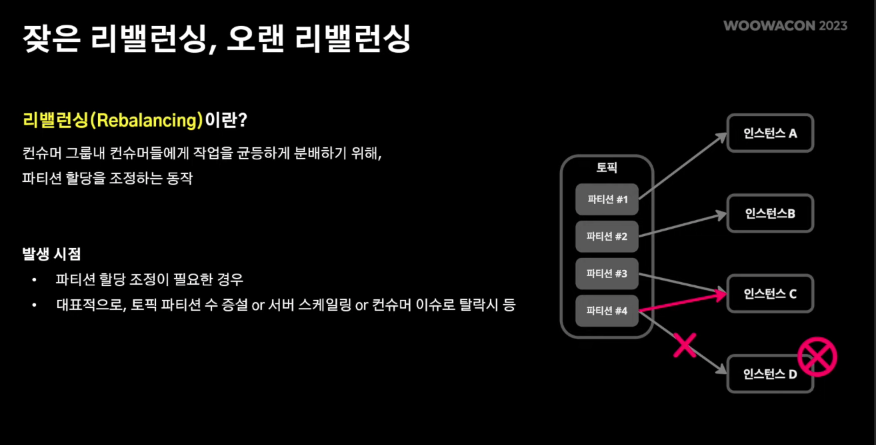 잦은 리밸런싱, 오랜 리밸런싱
WOOWACON 2023
리밸런싱(Rebalancing)이란?
컨슈머 그룹내 컨슈머들에게 작업을 균등하게 분배하기 위해,
파티션 할당을 조정하는 동작
발생 시점
• 파티션 할당 조정이 필요한 경우
• 대표적으로, 토픽 파티션 수 증설 or 서버 스케일링 or 컨슈머 이슈로 탈락시 등
토픽
파티션 #1
파티션 #2
파티션 #3
파티션 #4
인스턴스 A
인스턴스B
인스턴스 C
인스턴스 D